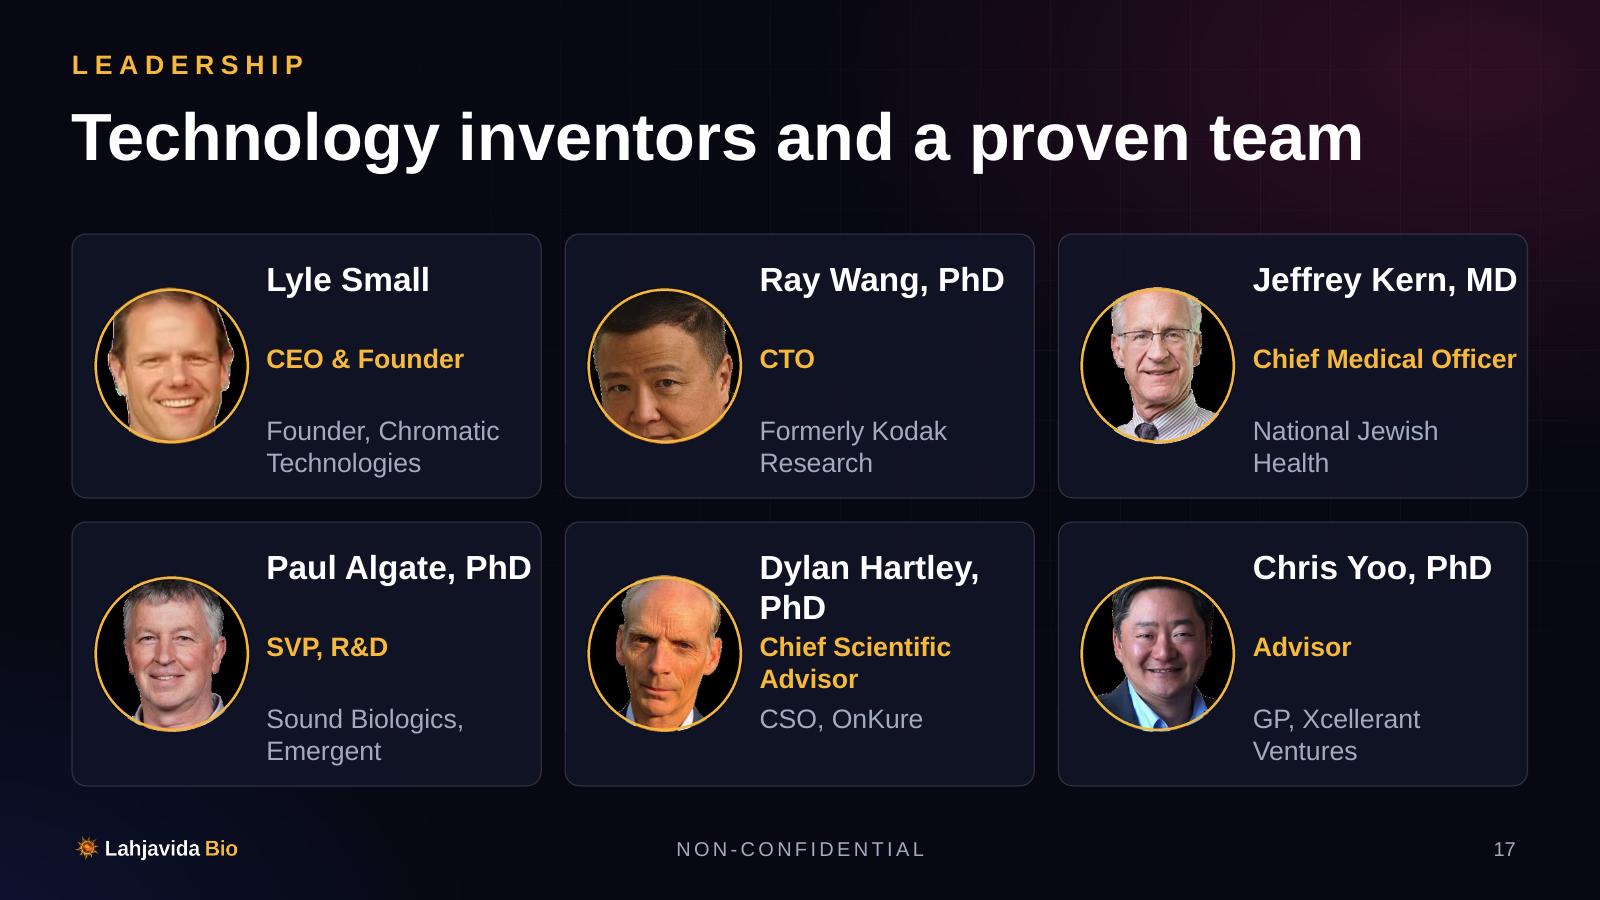 LEADERSHIP
Technology inventors and a proven team
Lyle Small
CEO & Founder
Founder, Chromatic
Technologies
Ray Wang, PhD
CTO
Formerly Kodak
Research
Jeffrey Kern, MD
Chief Medical Officer
National Jewish
Health
Paul Algate, PhD
SVP, R&D
Sound Biologics,
Emergent
Dylan Hartley,
PhD
Chief Scientific
Advisor
CSO, OnKure
Chris Yoo, PhD
Advisor
GP, Xcellerant
Ventures
Lahjavida Bio
NON-CONFIDENTIAL
17